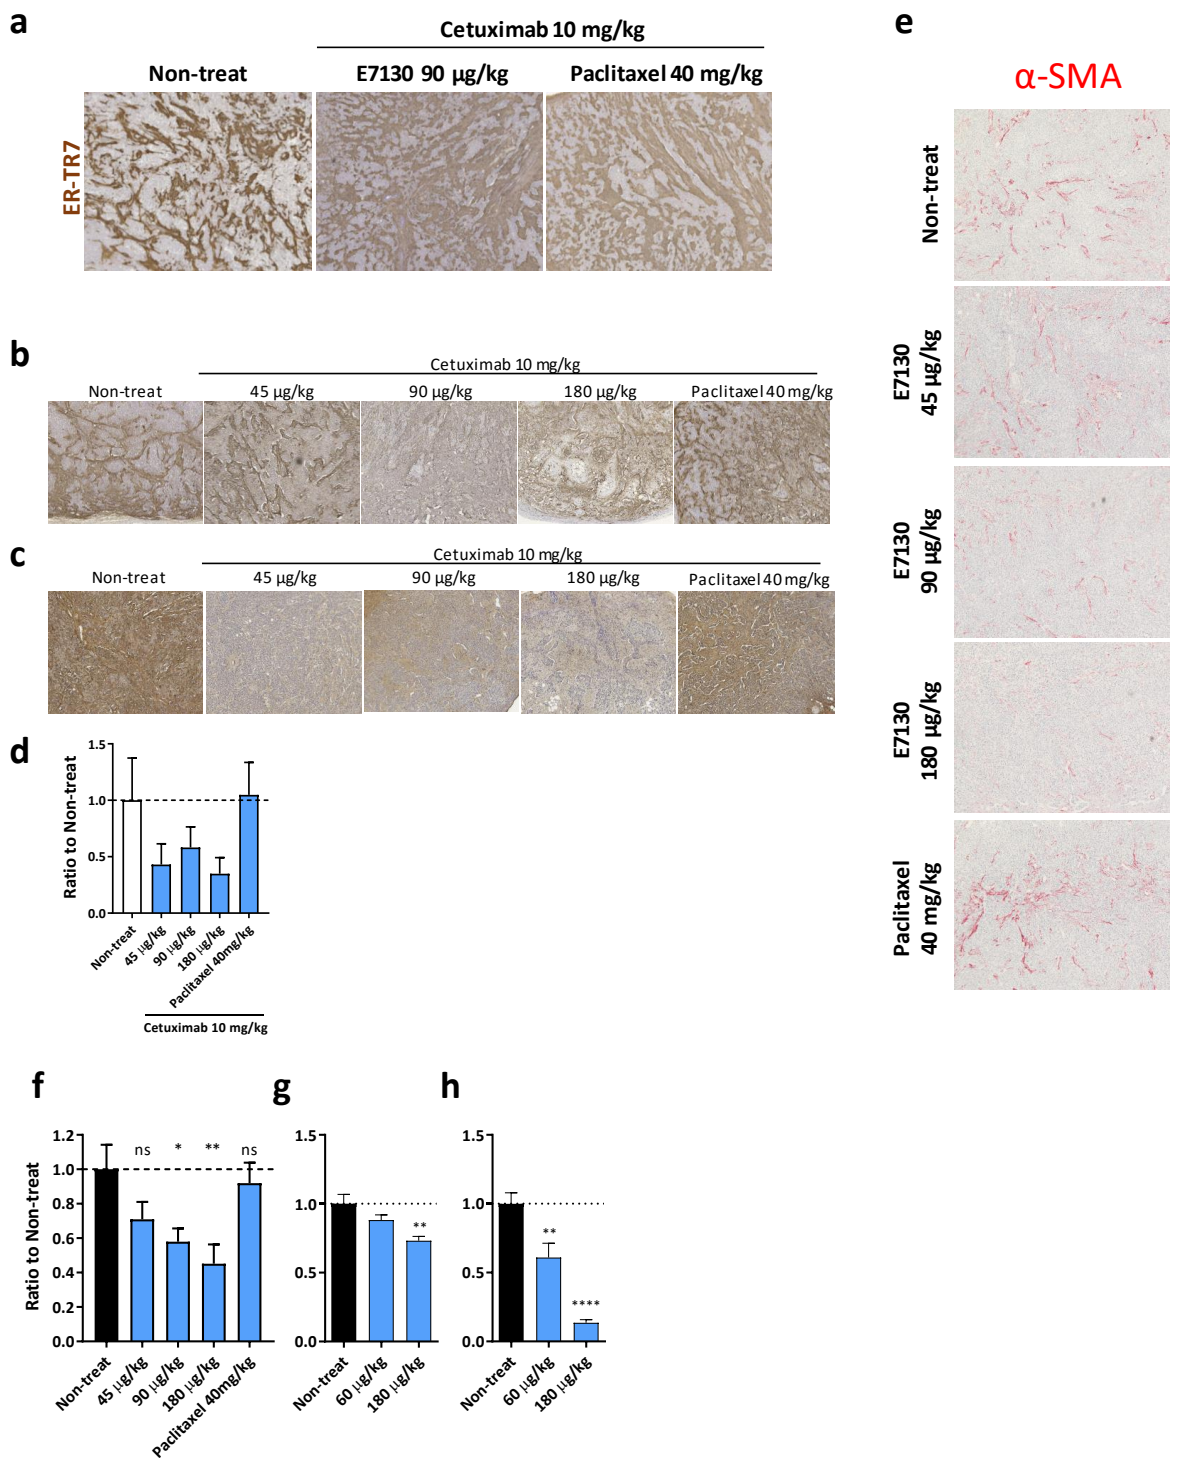 a
Cetuximab 10 mg/kg
Non-treat
E7130 90 µg/kg
Paclitaxel 40 mg/kg
ER-TR7
b
Cetuximab 10 mg/kg
Non-treat
45 µg/kg
90 µg/kg
180 µg/kg
Paclitaxel 40 mg/kg
c
Cetuximab 10 mg/kg
Non-treat
45 µg/kg
90 µg/kg
180 µg/kg
Paclitaxel 40 mg/kg
d
Ratio to Non-treat
1.5
1.0
0.5
0.0
Non-treat
45 µg/kg
90 µg/kg
180 µg/kg
Paclitaxel 40mg/kg
Cetuximab 10 mg/kg
e
α-SMA
Non-treat
E7130
45 µg/kg
E7130
90 µg/kg
E7130
180 µg/kg
Paclitaxel
40 mg/kg
f
Ratio to Non-treat
1.2
1.0
0.8
0.6
0.4
0.2
0.0
ns
*
**
ns
Non-treat
45 µg/kg
90 µg/kg
180 µg/kg
Paclitaxel 40mg/kg
g
1.5
1.0
0.5
0.0
**
Non-treat
60 µg/kg
180 µg/kg
h
1.5
1.0
0.5
0.0
**
****
Non-treat
60 µg/kg
180 µg/kg